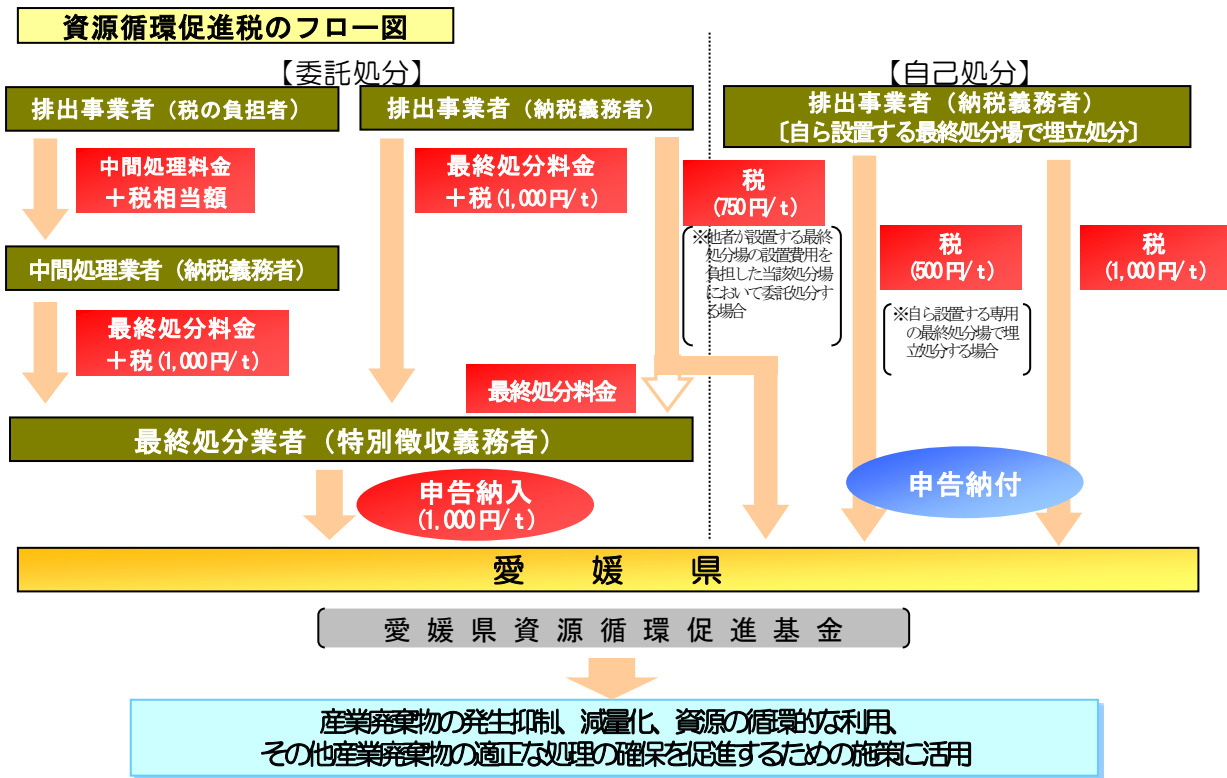 資源循環促進税のフロー図
【委託処分】
【自己処分】
排出事業者（税の負担者）
排出事業者（納税義務者）
排出事業者（納税義務者）
〔自ら設置する最終処分場で埋立処分〕
中間処理料金
＋税相当額
最終処分料金
＋税(1,000円/t)
税
(750円/t)
※他者が設置する最終
処分場の設置費用を
負担した当該処分場
において委託処分す
る場合
税
(500円/t)
※自ら設置する専用
の最終処分場で埋
立処分する場合
税
(1,000円/t)
中間処理業者（納税義務者）
最終処分料金
＋税(1,000円/t)
最終処分料金
最終処分業者（特別徴収義務者）
申告納入
(1,000円/t)
申告納付
愛媛県
愛媛県資源循環促進基金
産業廃棄物の発生抑制、減量化、資源の循環的な利用、
その他産業廃棄物の適正な処理の確保を促進するための施策に活用